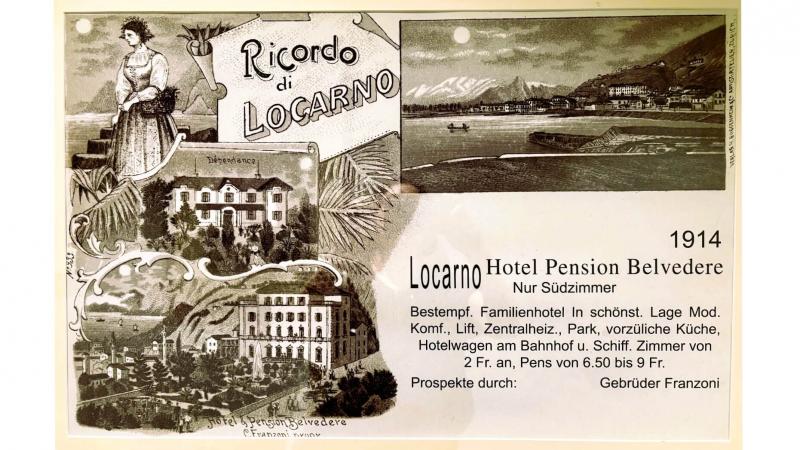 Ricordo
di
LOCARNO
Dépendance
1914
Locarno Hotel Pension Belvedere
Nur Südzimmer
Bestempf. Familienhotel In schönst. Lage Mod.
Komf., Lift, Zentralheiz., Park, vorzüliche Küche,
Hotelwagen am Bahnhof u. Schiff. Zimmer von
2 Fr. an, Pens von 6.50 bis 9 Fr.
Prospekte durch: Gebrüder Franzoni
Hotel & Pension Belvedere
Franzoni